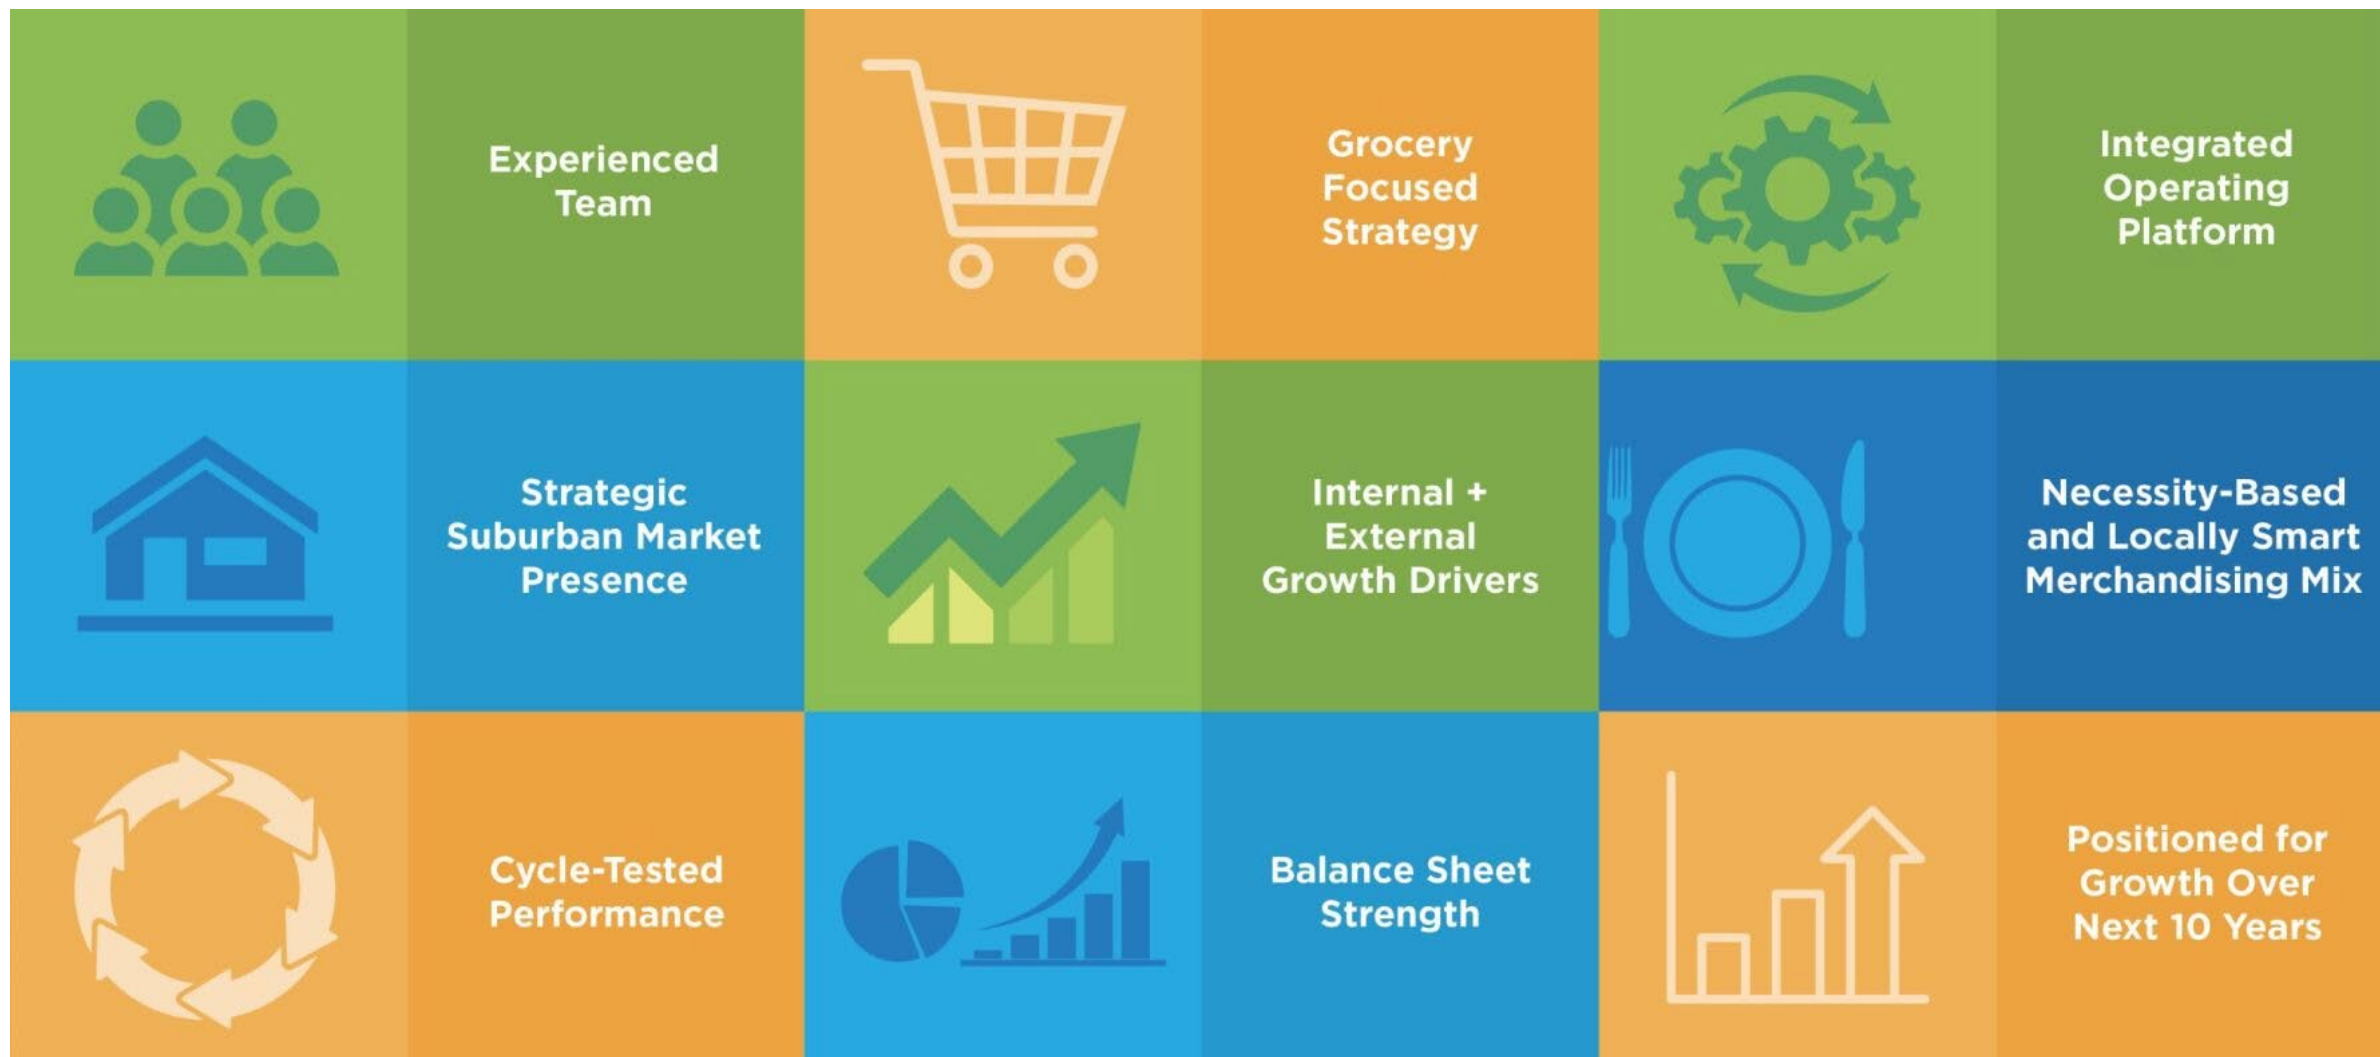 Experienced
Team
Grocery
Focused
Strategy
Integrated
Operating
Platform
Strategic
Suburban Market
Presence
Internal +
External
Growth Drivers
Necessity-Based
and Locally Smart
Merchandising Mix
Cycle-Tested
Performance
Balance Sheet
Strength
Positioned for
Growth Over
Next 10 Years